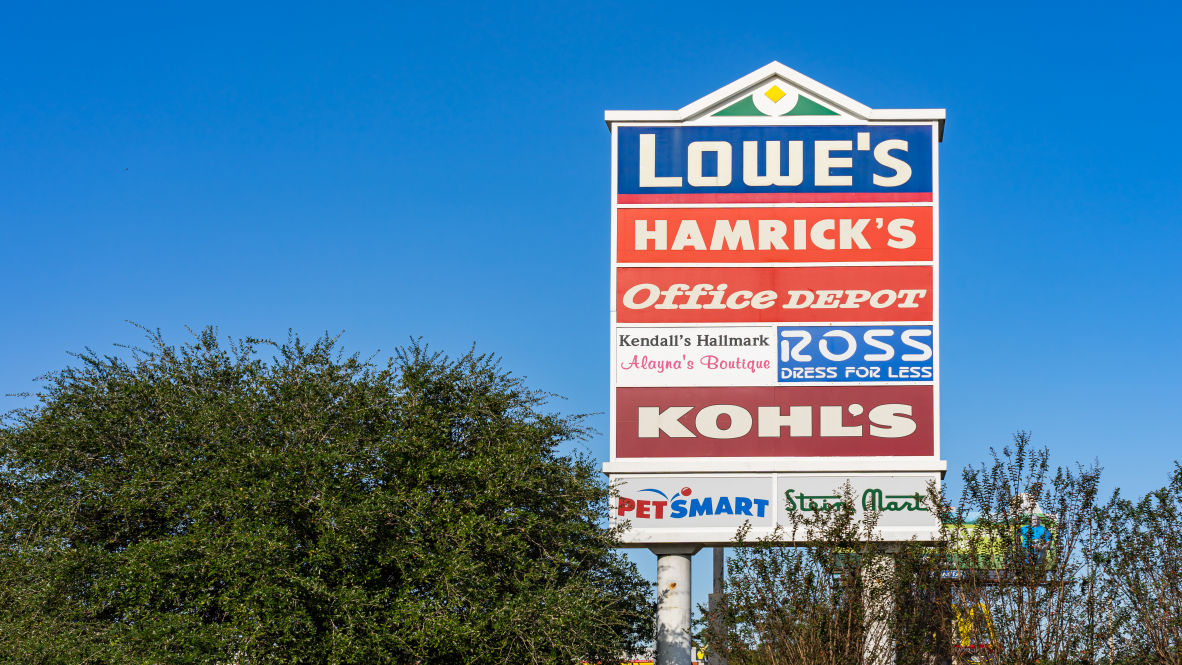 LOWE'S
HAMRICK'S
Office DEPOT
Kendall's Hallmark
Alayna's Boutique
ROSS
DRESS FOR LESS
KOHL'S
PETSMART
Stein Mart